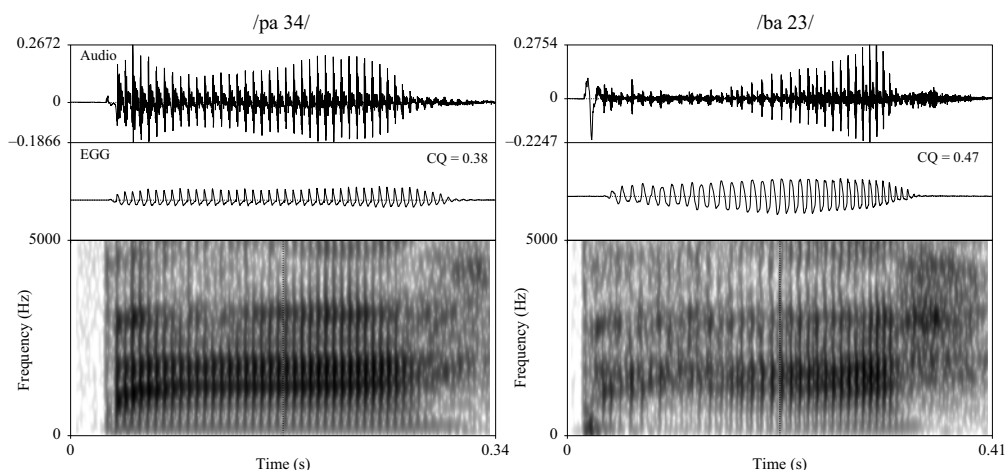 /pa 34/
0.2672
Audio
0
–0.1866
EGG
CQ = 0.38
5000
Frequency (Hz)
0
0
0.34
Time (s)
/ba 23/
0.2754
0
–0.2247
CQ = 0.47
5000
Frequency (Hz)
0
0
0.41
Time (s)